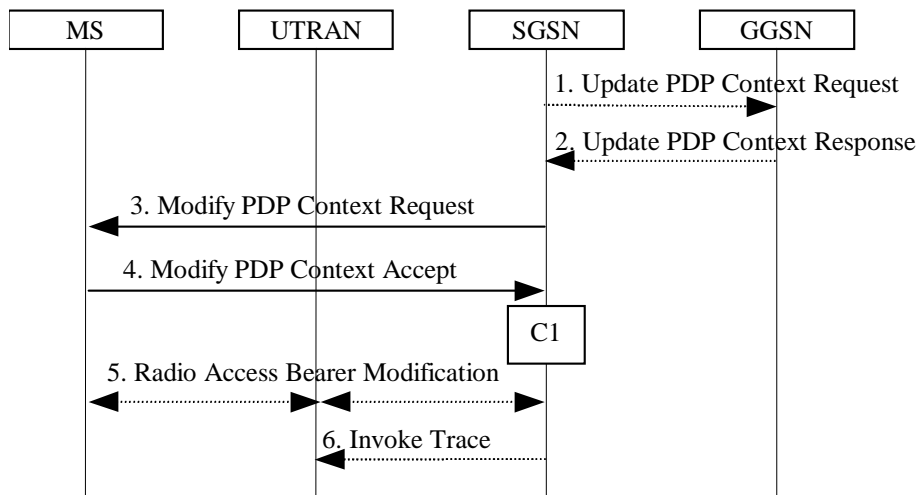 MS UTRAN SGSN GGSN
1. Update PDP Context Request
2. Update PDP Context Response
3. Modify PDP Context Request
4. Modify PDP Context Accept
C1
5. Radio Access Bearer Modification
6. Invoke Trace